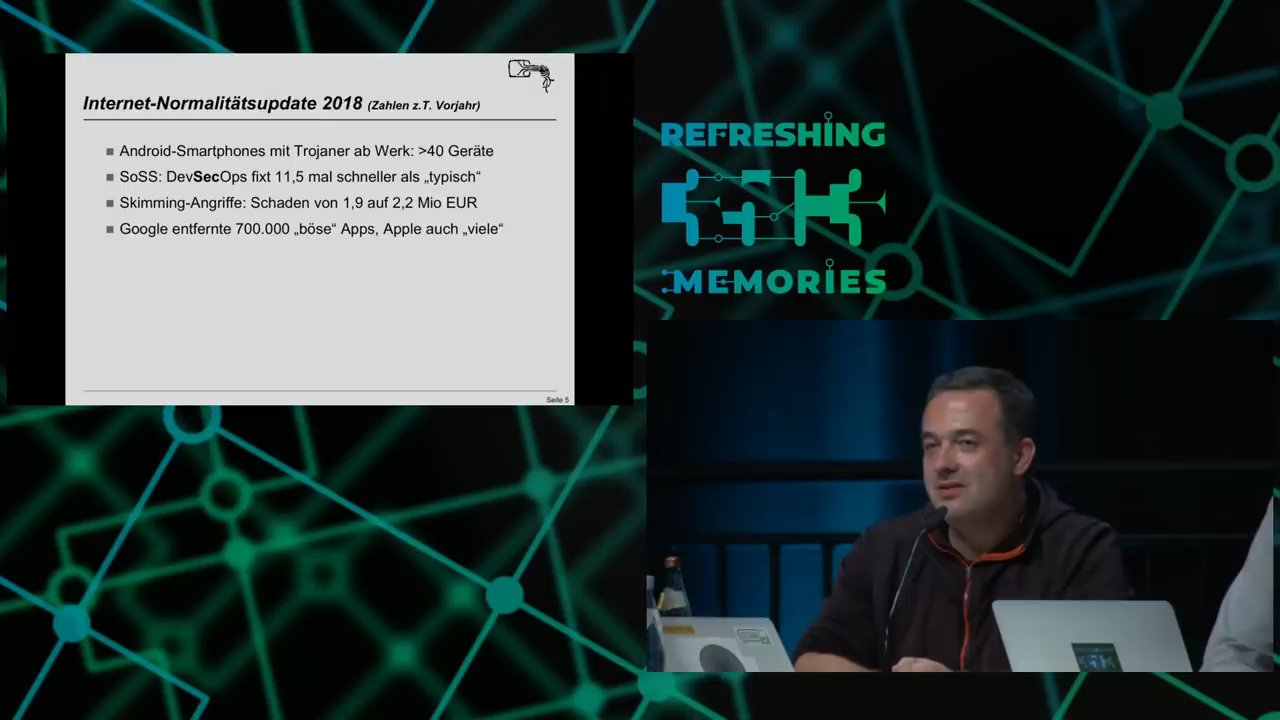 Internet-Normalitätsupdate 2018 (Zahlen z.T. Vorjahr)
Android-Smartphones mit Trojaner ab Werk: >40 Geräte
SoSS: DevSecOps fixt 11,5 mal schneller als „typisch“
Skimming-Angriffe: Schaden von 1,9 auf 2,2 Mio EUR
Google entfernte 700.000 „böse“ Apps, Apple auch „viele“
Seite 5
REFRESHING
MEMORIES